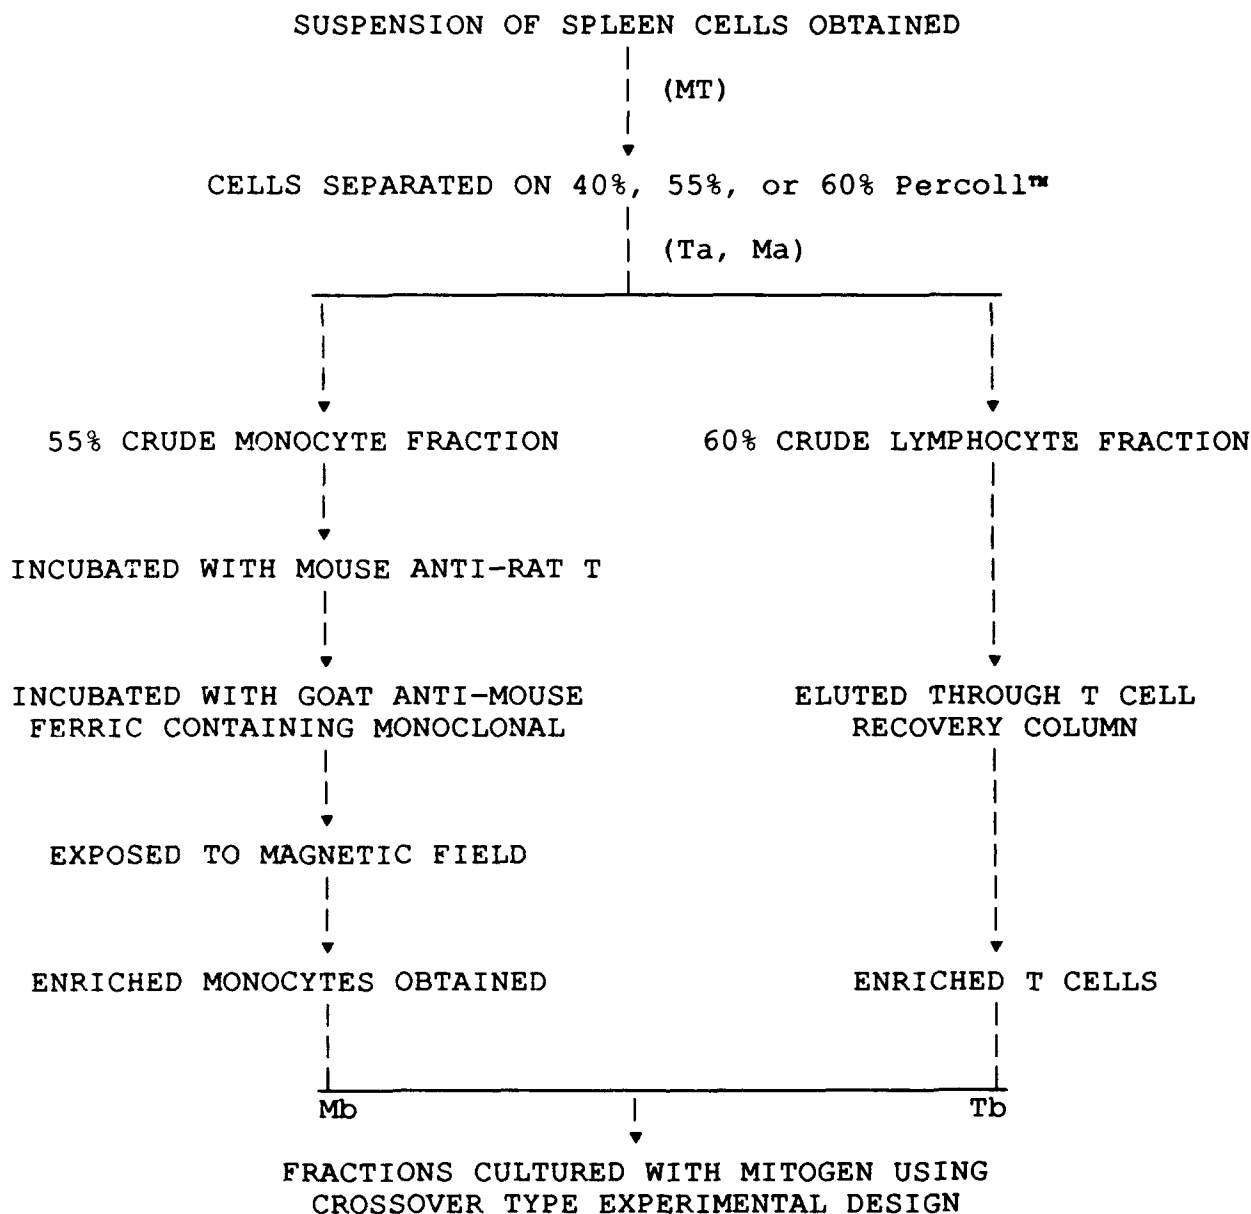 SUSPENSION OF SPLEEN CELLS OBTAINED
(MT)
CELLS SEPARATED ON 40%, 55%, or 60% Percoll™
(Ta, Ma)
55% CRUDE MONOCYTE FRACTION
60% CRUDE LYMPHOCYTE FRACTION
INCUBATED WITH MOUSE ANTI-RAT T
INCUBATED WITH GOAT ANTI-MOUSE
FERRIC CONTAINING MONOCLONAL
ELUTED THROUGH T CELL
RECOVERY COLUMN
EXPOSED TO MAGNETIC FIELD
ENRICHED MONOCYTES OBTAINED
ENRICHED T CELLS
Mb
Tb
FRACTIONS CULTURED WITH MITOGEN USING
CROSSOVER TYPE EXPERIMENTAL DESIGN